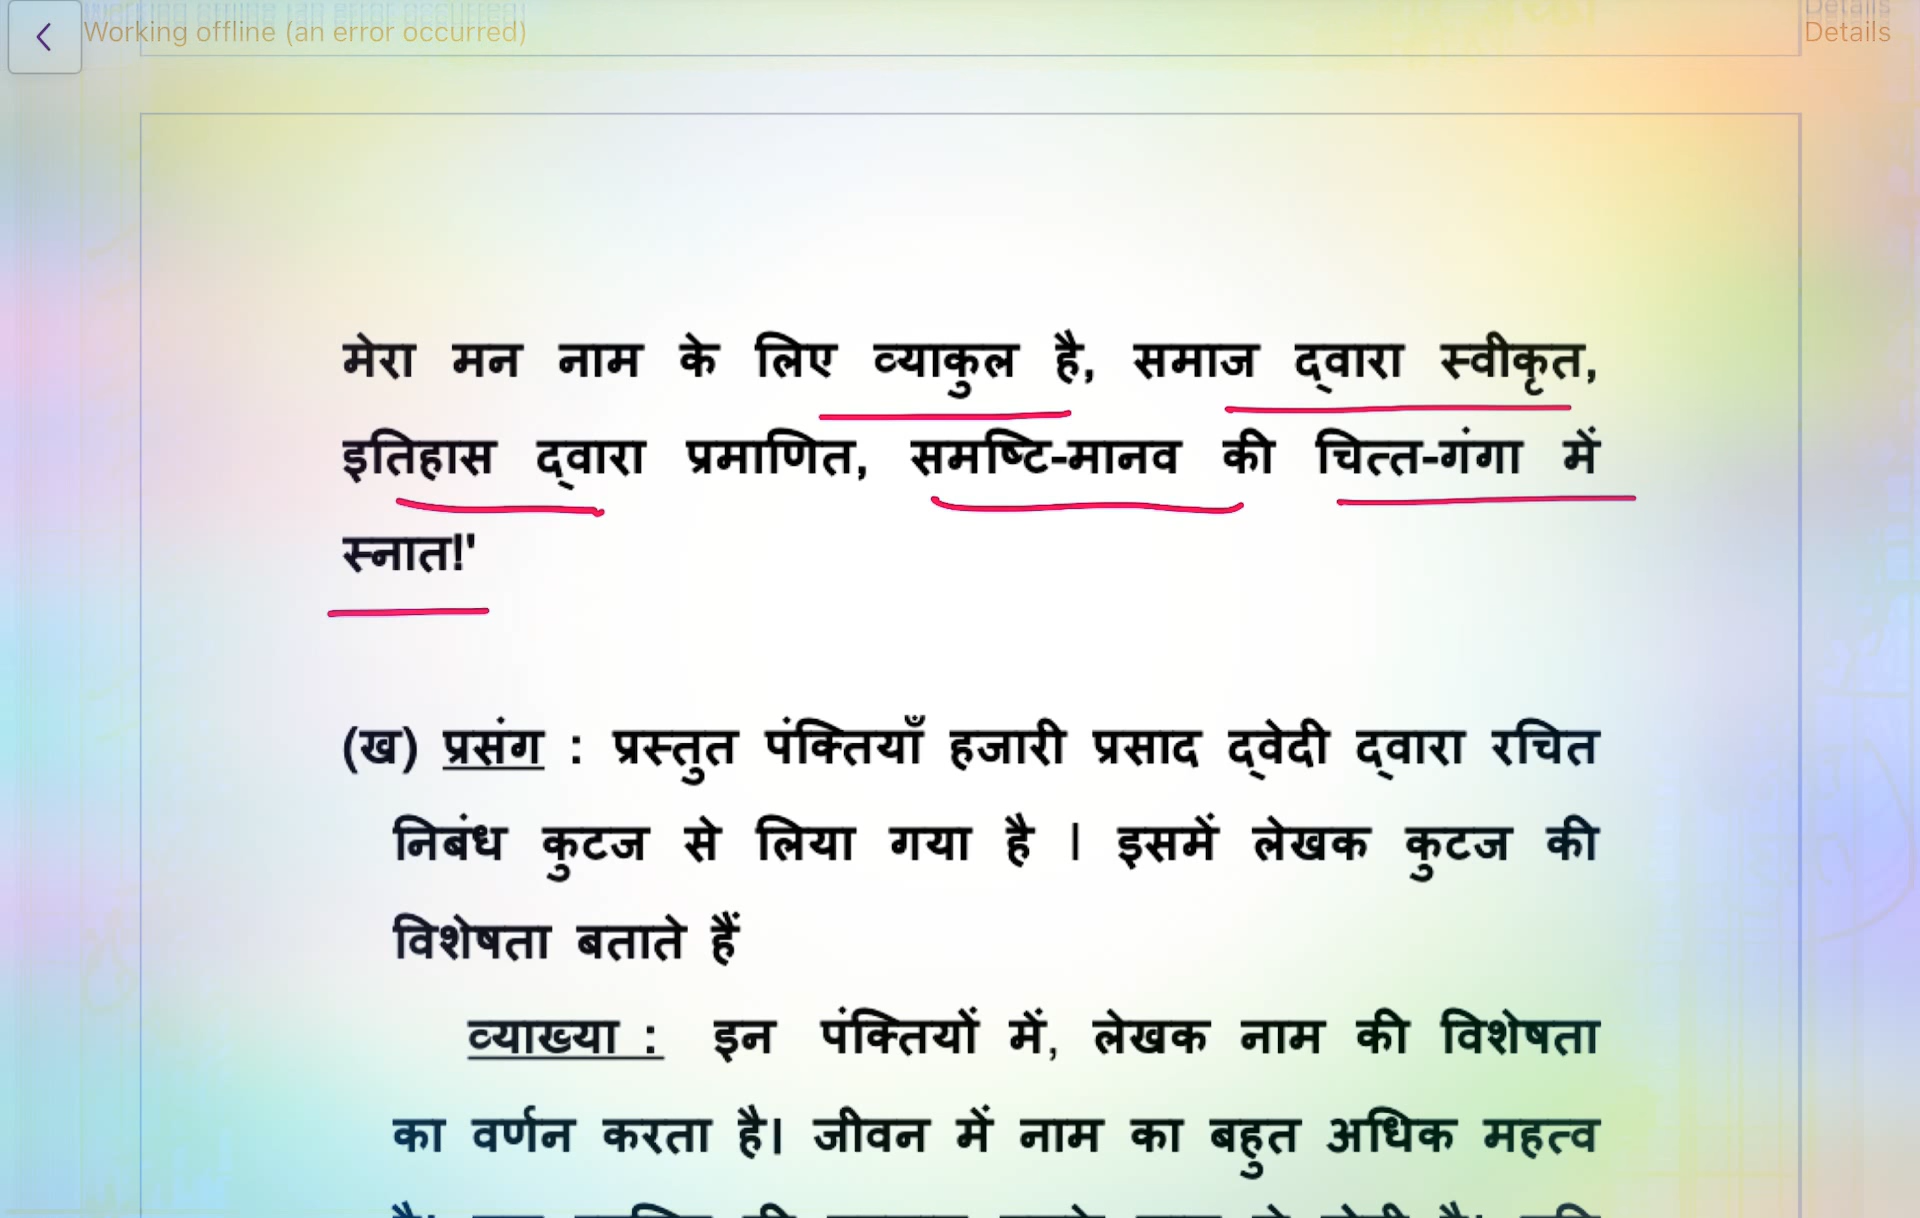 Working offline (an error occurred)
Details
Details
मेरा मन नाम के लिए व्याकुल है, समाज द्वारा स्वीकृत,
इतिहास द्वारा प्रमाणित, समष्टि-मानव की चित्त-गंगा में
स्नात!'
(ख) प्रसंग : प्रस्तुत पंक्तियाँ हजारी प्रसाद द्वेदी द्वारा रचित
निबंध कुटज से लिया गया है । इसमें लेखक कुटज की
विशेषता बताते हैं
व्याख्या : इन पंक्तियों में, लेखक नाम की विशेषता
का वर्णन करता है। जीवन में नाम का बहुत अधिक महत्व